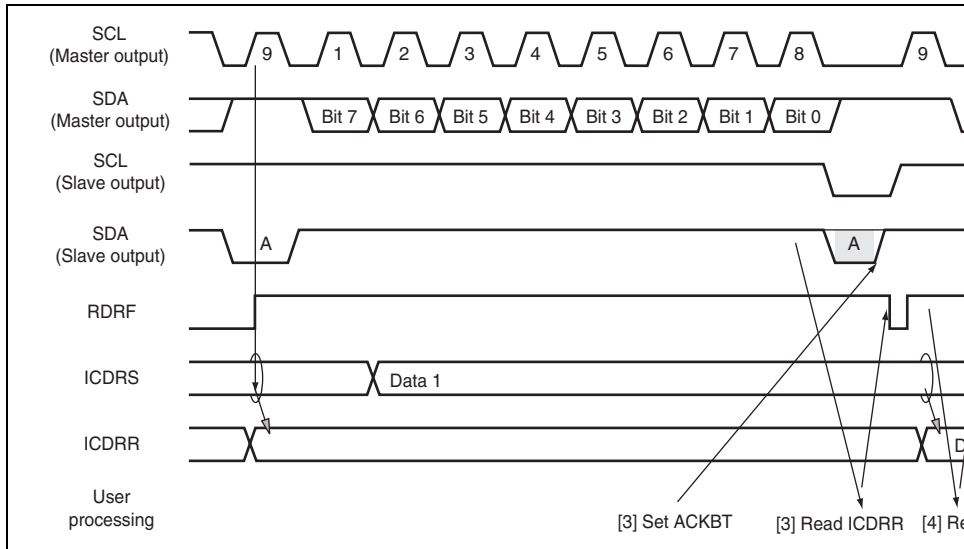 SCL
(Master output)
9 1 2 3 4 5 6 7 8 9
SDA
(Master output)
Bit 7 Bit 6 Bit 5 Bit 4 Bit 3 Bit 2 Bit 1 Bit 0
SCL
(Slave output)
SDA
(Slave output)
A A
RDRF
ICDRS
Data 1
ICDRR
User
processing
[3] Set ACKBT [3] Read ICDRR [4]